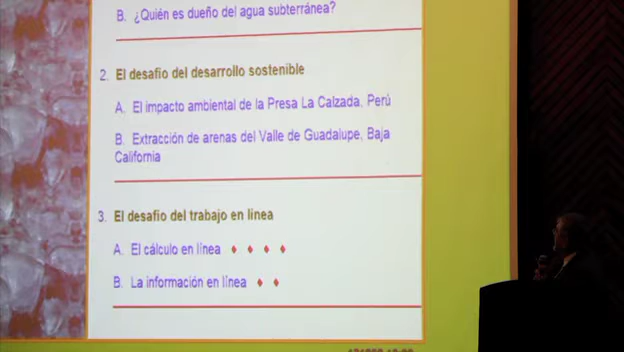 B. ¿Quién es dueño del agua subterránea?
2. El desafio del desarrollo sostenible
A. El impacto ambiental de la Presa La Calzada, Perú
B. Extracción de arenas del Valle de Guadalupe, Baja
California
3. El desafio del trabajo en línea
A. El cálculo en línea
B. La información en línea